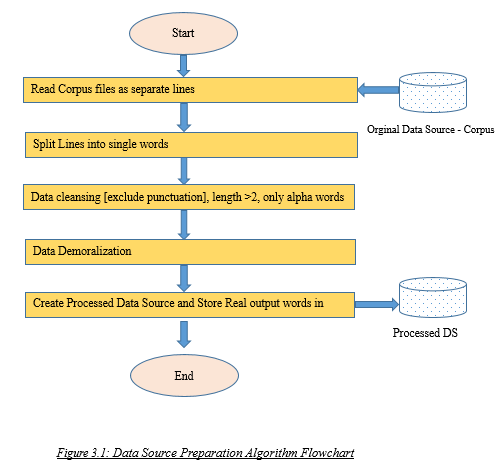 Start
Read Corpus files as separate lines
Orginal Data Source - Corpus
Split Lines into single words
Data cleansing [exclude punctuation], length >2, only alpha words
Data Demoralization
Create Processed Data Source and Store Real output words in
Processed DS
End
Figure 3.1: Data Source Preparation Algorithm Flowchart